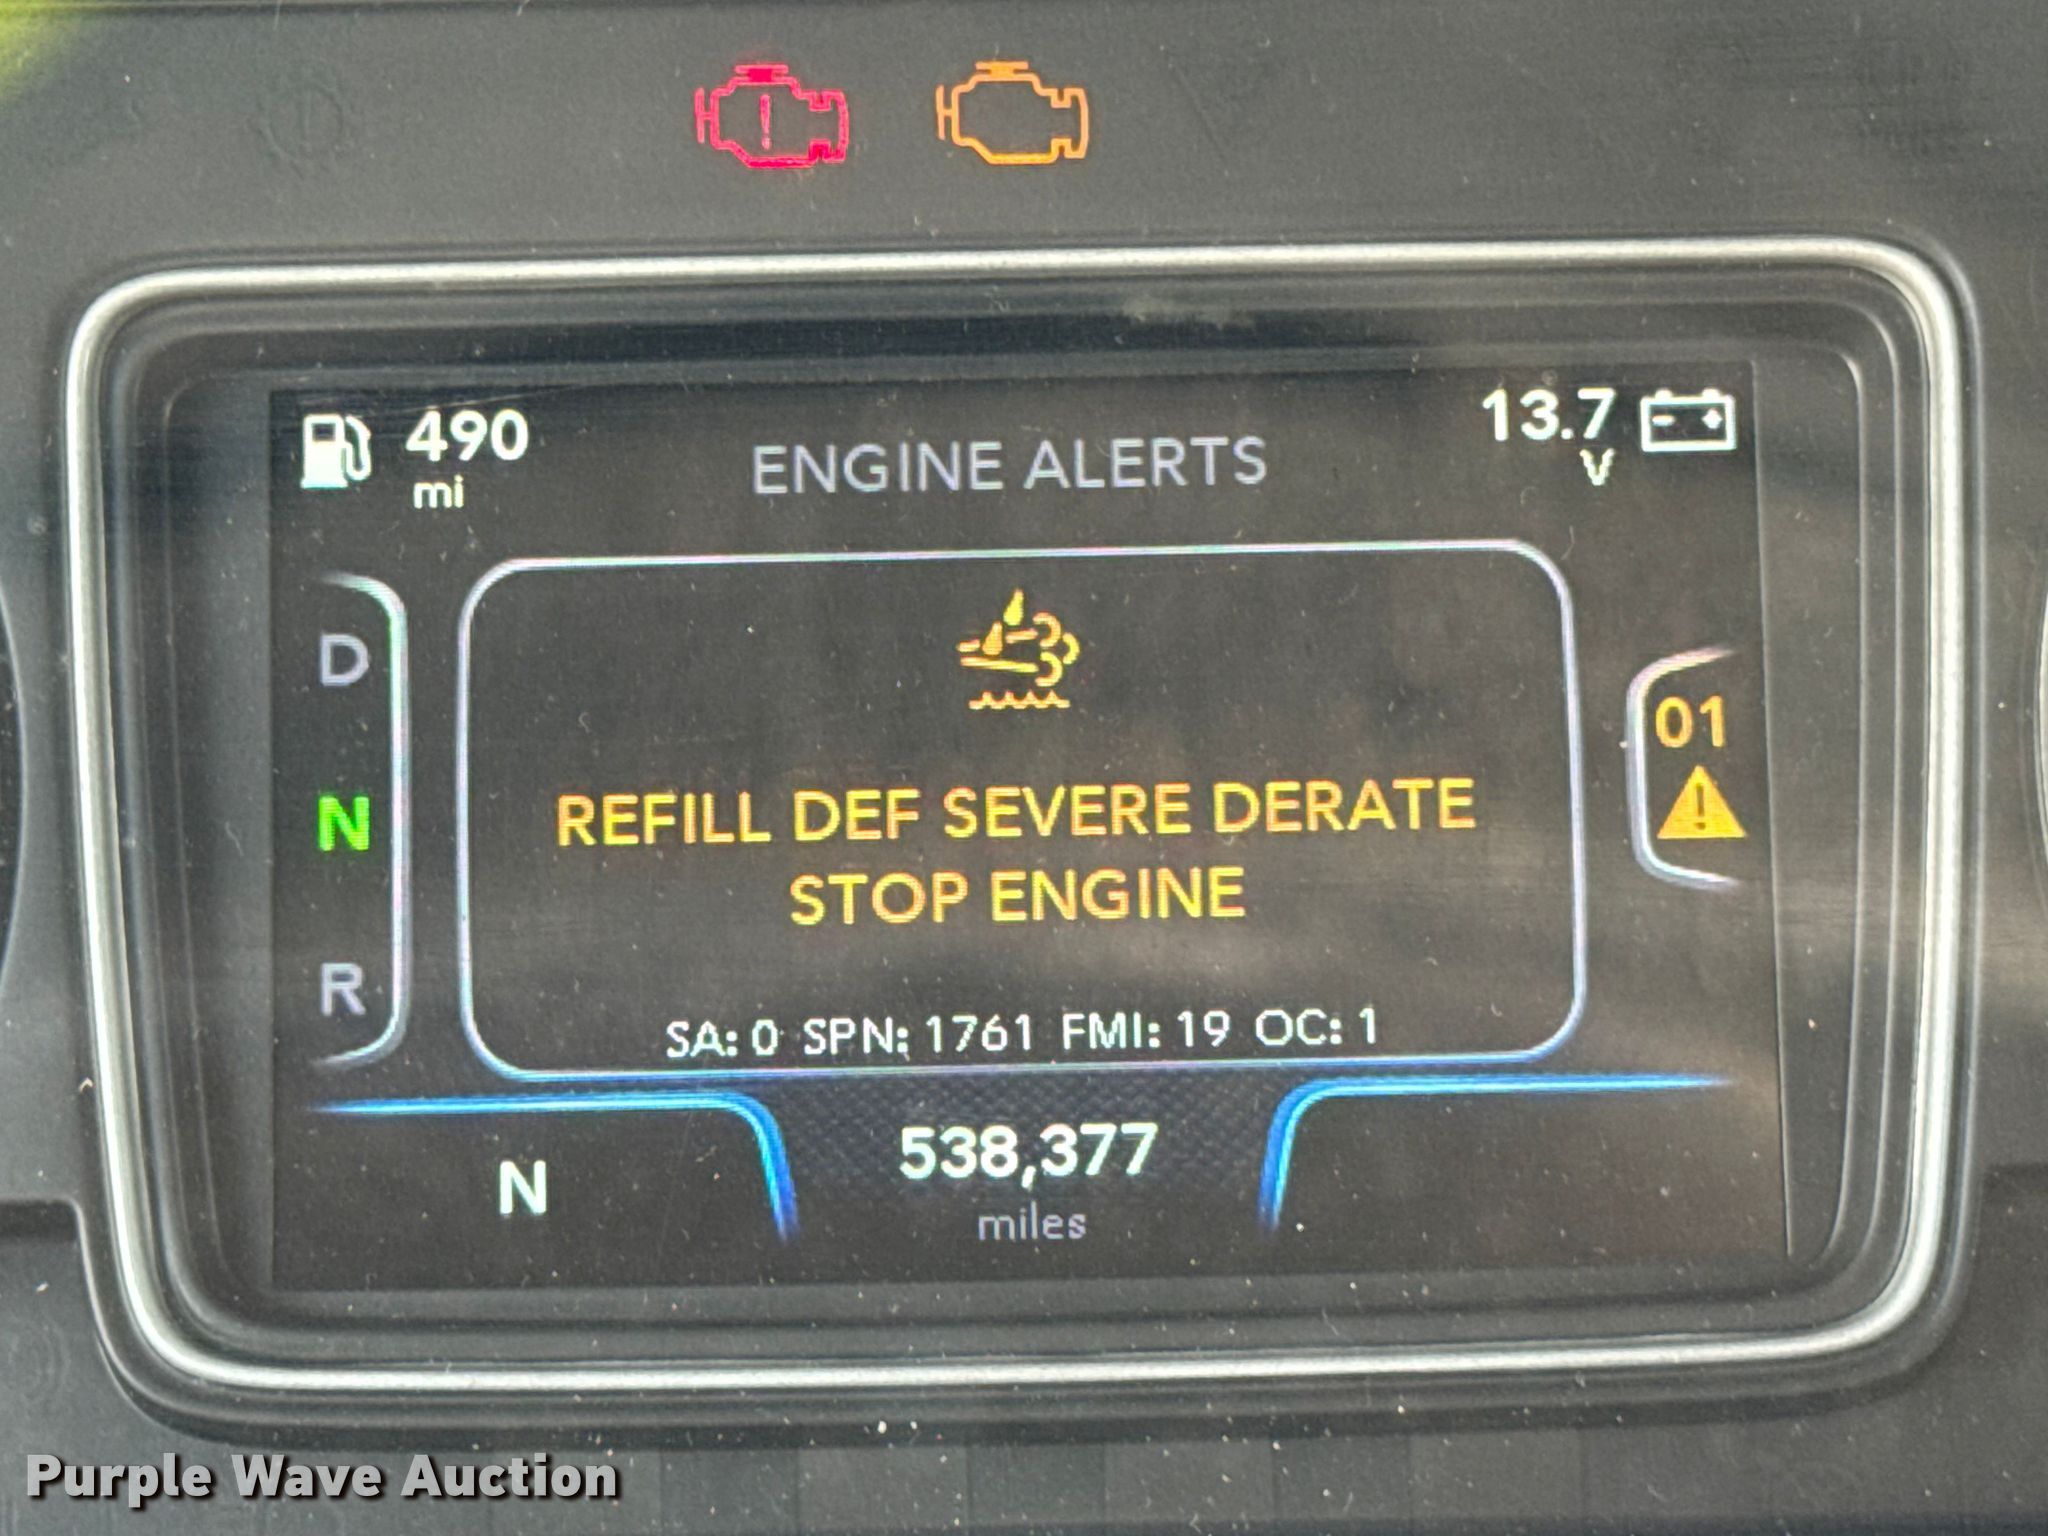 490
mi
ENGINE ALERTS
13.7
V
D
N
R
REFILL DEF SEVERE DERATE
STOP ENGINE
SA: 0 SPN: 1761 FMI: 19 OC: 1
01
N
538,377
miles
Purple Wave Auction